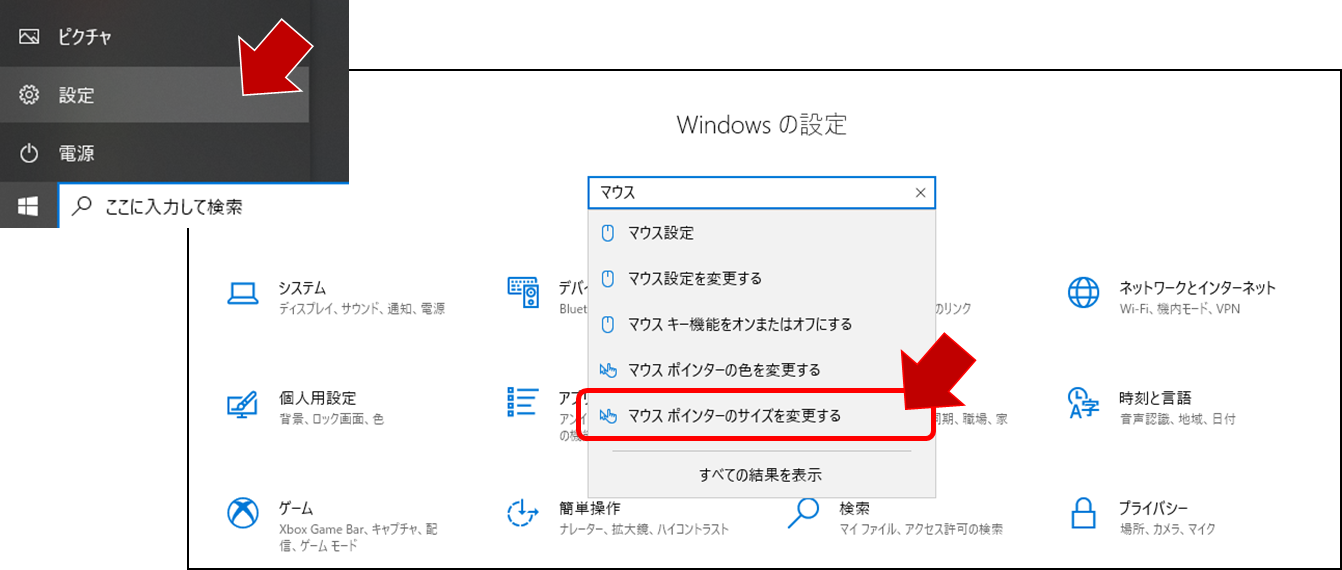 ピクチャ
設定
電源
ここに入力して検索
Windows の設定
マウス
マウス設定
マウス設定を変更する
マウス キー機能をオンまたはオフにする
マウス ポインターの色を変更する
マウス ポインターのサイズを変更する
すべての結果を表示
システム
ディスプレイ、サウンド、通知、電源
デバイ
Bluet
のリンク
ネットワークとインターネット
Wi-Fi、機内モード、VPN
個人用設定
背景、ロック画面、色
アプ
アンイ
の機
同期、職場、家
時刻と言語
音声認識、地域、日付
ゲーム
Xbox Game Bar、キャプチャ、配
信、ゲーム モード
簡単操作
ナレーター、拡大鏡、ハイコントラスト
検索
マイ ファイル、アクセス許可の検索
プライバシー
場所、カメラ、マイク